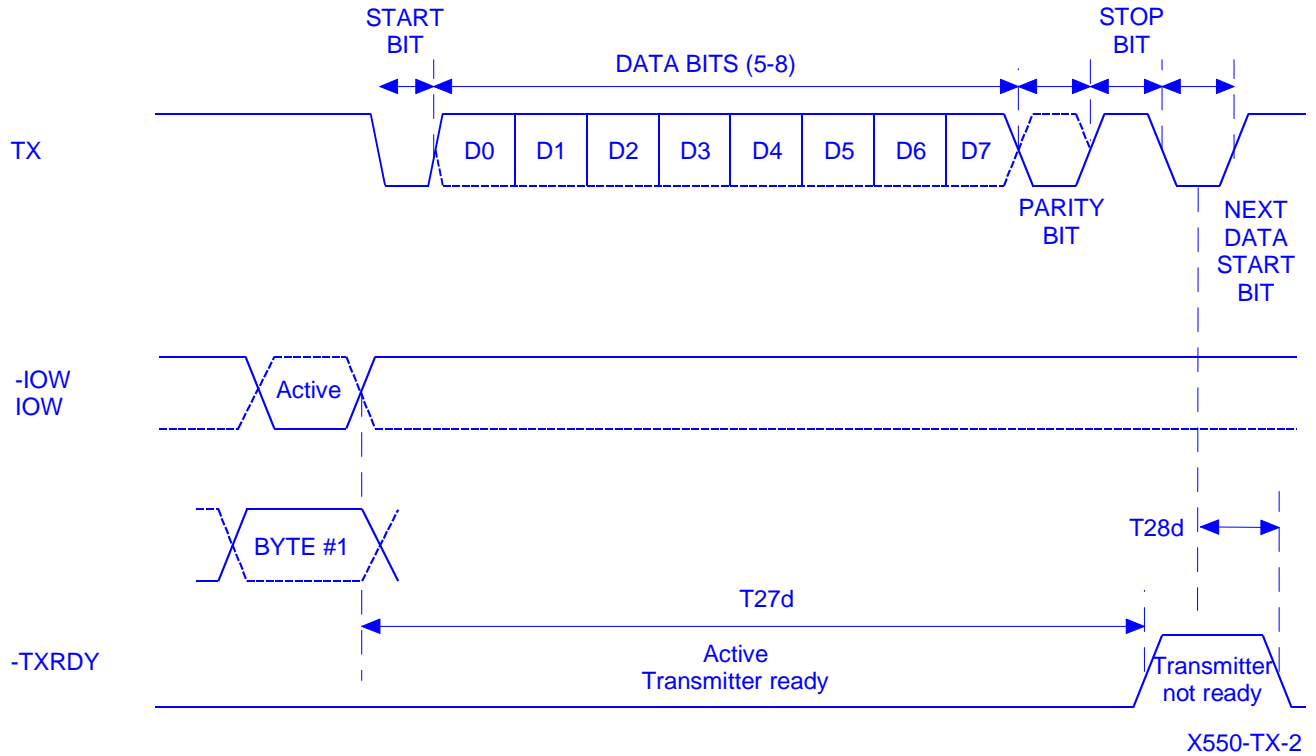 START
BIT
DATA BITS (5-8)
STOP
BIT
TX
D0
D1
D2
D3
D4
D5
D6
D7
PARITY
BIT
NEXT
DATA
START
BIT
-IOW
IOW
Active
BYTE #1
T28d
T27d
-TXRDY
Active
Transmitter ready
Transmitter
not ready
X550-TX-2